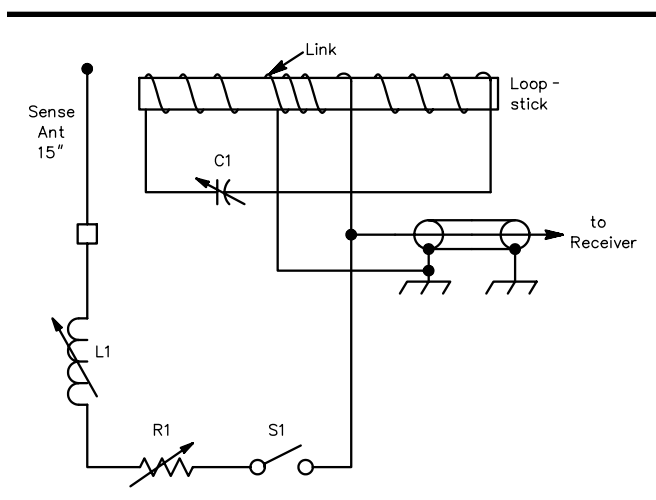 Link
Loop-
stick
Sense
Ant
15"
C1
to
Receiver
L1
R1
S1